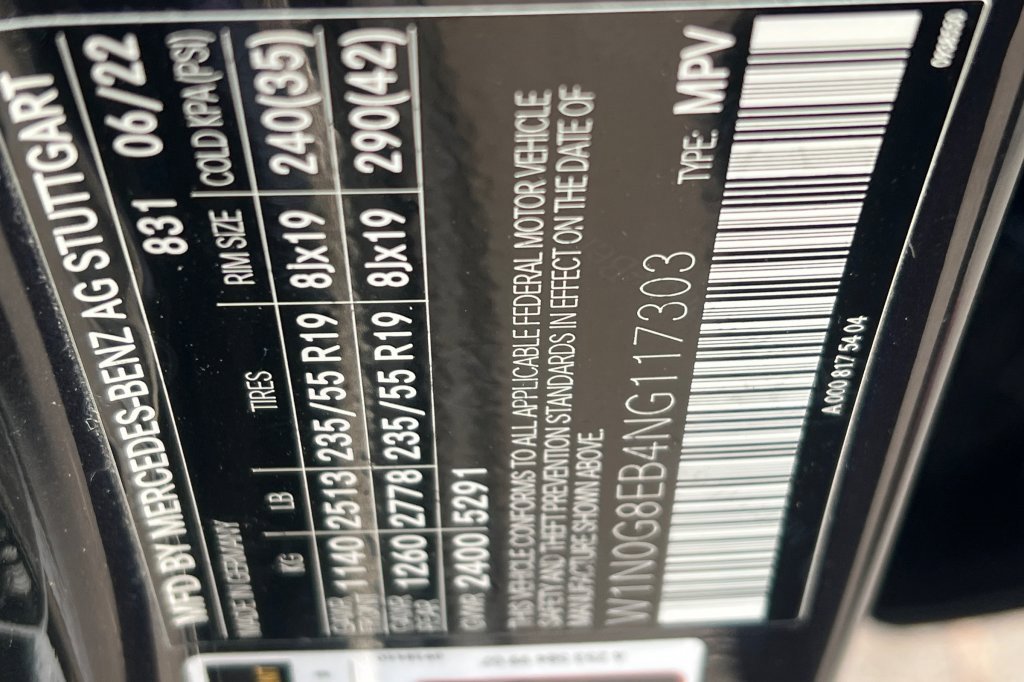 MFD BY MERCEDES-BENZ AG STUTTGART
MADE IN GERMANY 831 06/22
KG LB TIRES RIM SIZE COLD KPA(PSI)
GAWR FRONT 1140 2513 235/55 R19 8Jx19 240(35)
GAWR REAR 1260 2778 235/55 R19 8Jx19 290(42)
GVWR 2400 5291
THIS VEHICLE CONFORMS TO ALL APPLICABLE FEDERAL MOTOR VEHICLE
SAFETY AND THEFT PREVENTION STANDARDS IN EFFECT ON THE DATE OF
MANUFACTURE SHOWN ABOVE.
W1N0G8EB4NG117303 TYPE: MPV
A 000 817 54 04